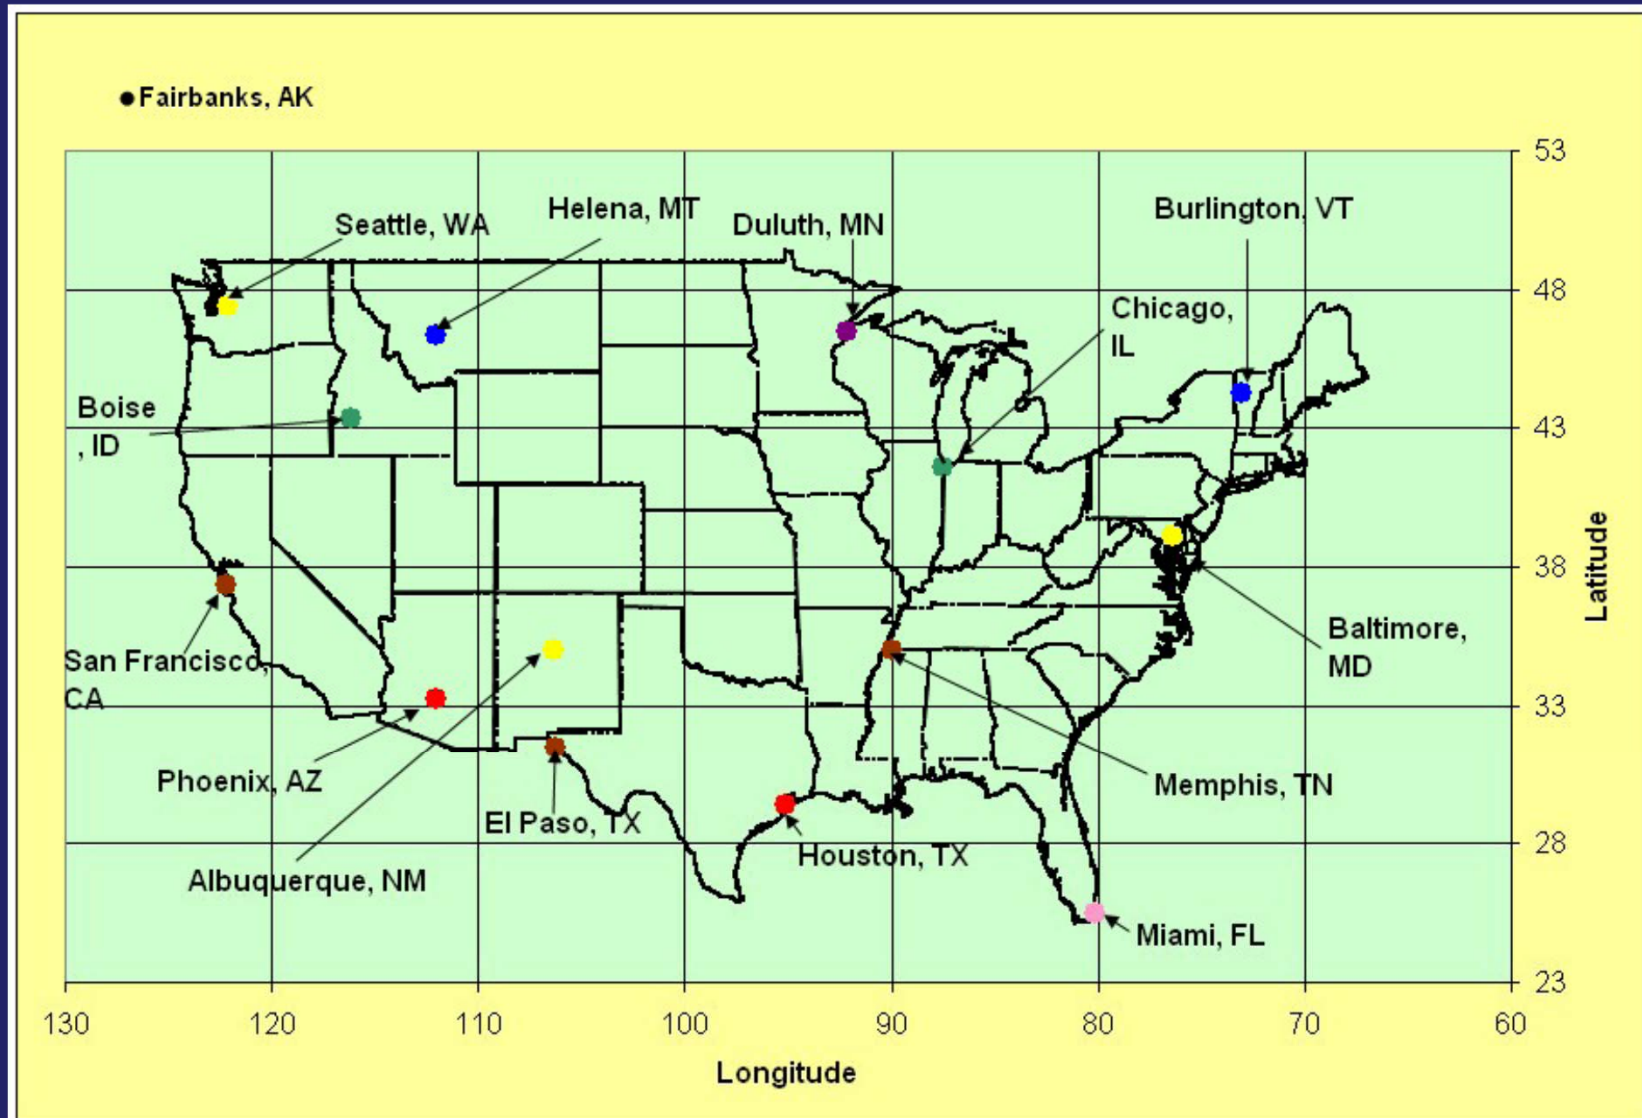 Fairbanks, AK
53
Helena, MT
Burlington, VT
Seattle, WA
Duluth, MN
48
Chicago,
IL
Boise
, ID
43
38
Latitude
Baltimore,
MD
San Francisco,
CA
33
Phoenix, AZ
Memphis, TN
El Paso, TX
28
Houston, TX
Albuquerque, NM
Miami, FL
23
130 120 110 100 90 80 70 60
Longitude